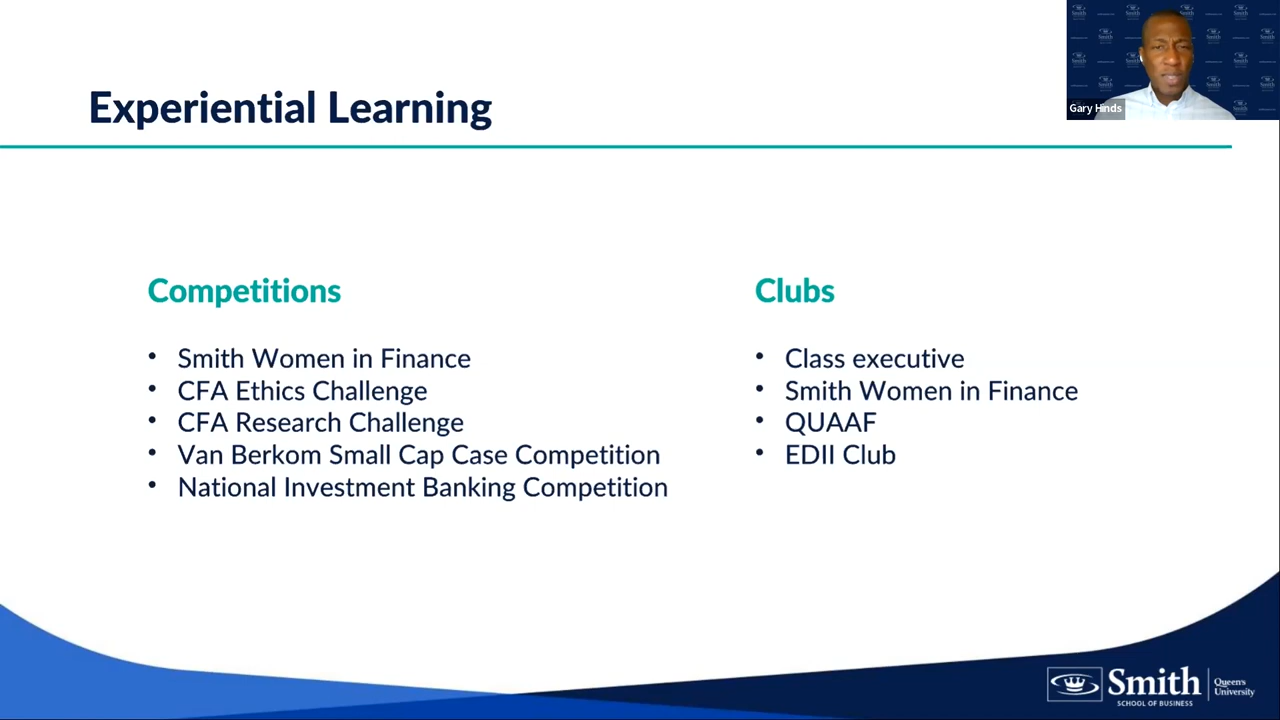 Experiential Learning
Gary Hinds
Competitions
• Smith Women in Finance
• CFA Ethics Challenge
• CFA Research Challenge
• Van Berkom Small Cap Case Competition
• National Investment Banking Competition
Clubs
• Class executive
• Smith Women in Finance
• QUAAF
• EDII Club
Smith
SCHOOL OF BUSINESS
Queen's
University